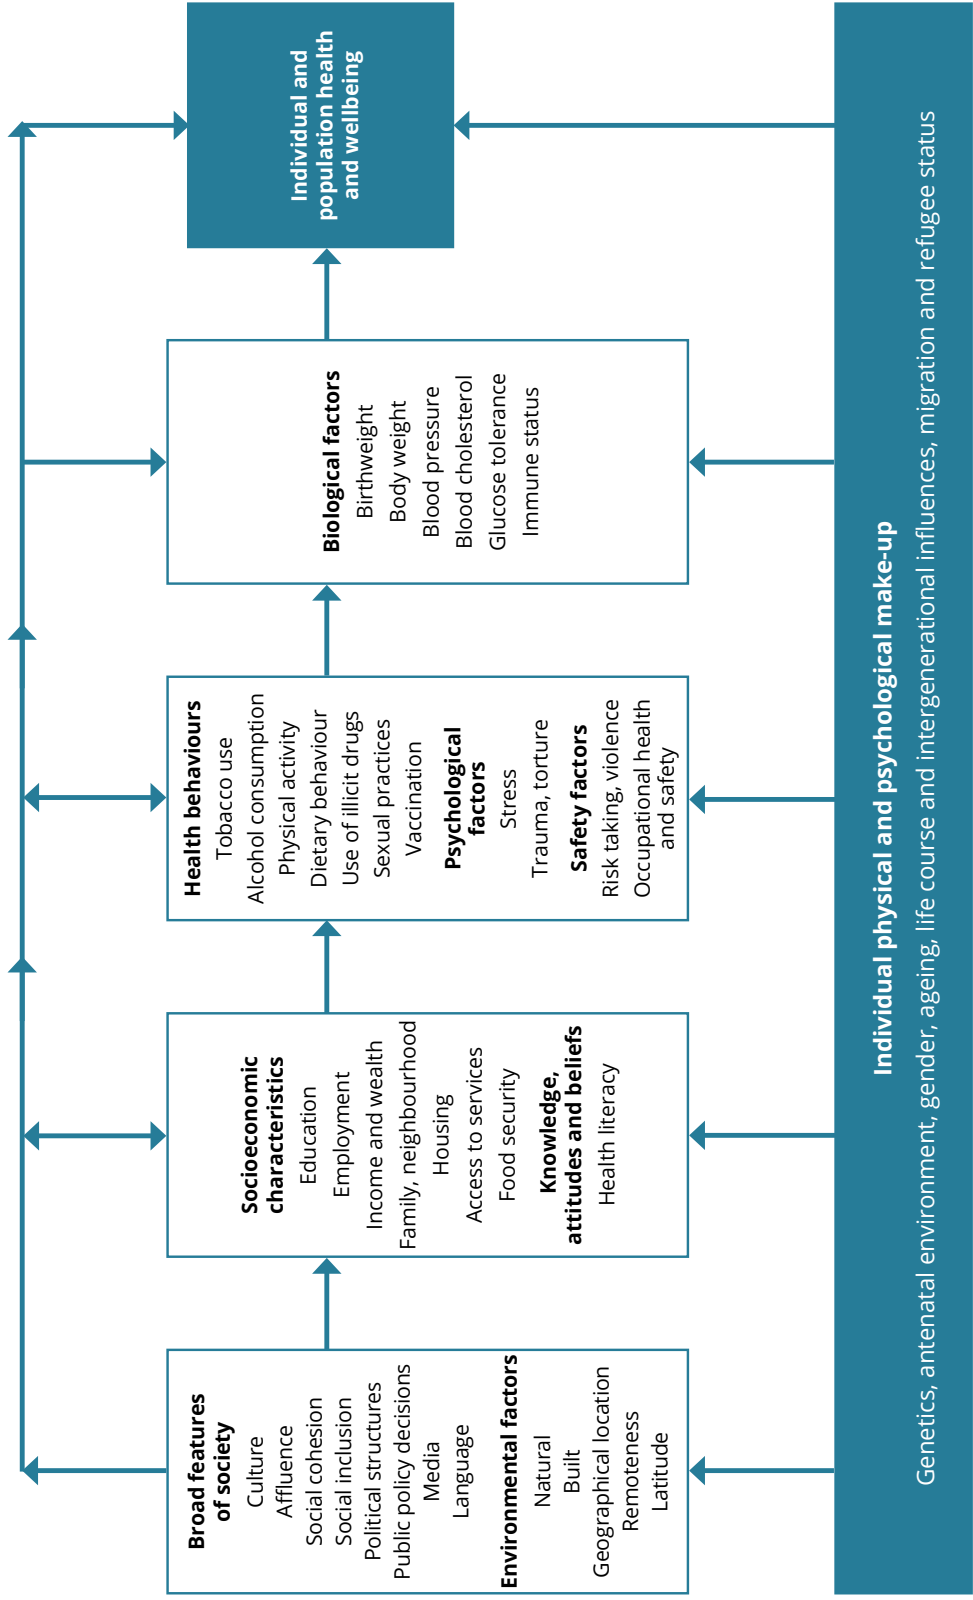 Broad features
of society
Culture
Affluence
Social cohesion
Social inclusion
Political structures
Public policy decisions
Media
Language
Environmental factors
Natural
Built
Geographical location
Remoteness
Latitude
Socioeconomic
characteristics
Education
Employment
Income and wealth
Family, neighbourhood
Housing
Access to services
Food security
Knowledge,
attitudes and beliefs
Health literacy
Health behaviours
Tobacco use
Alcohol consumption
Physical activity
Dietary behaviour
Use of illicit drugs
Sexual practices
Vaccination
Psychological
factors
Stress
Trauma, torture
Safety factors
Risk taking, violence
Occupational health
and safety
Biological factors
Birthweight
Body weight
Blood pressure
Blood cholesterol
Glucose tolerance
Immune status
Individual and
population health
and wellbeing
Individual physical and psychological make-up
Genetics, antenatal environment, gender, ageing, life course and intergenerational influences, migration and refugee status